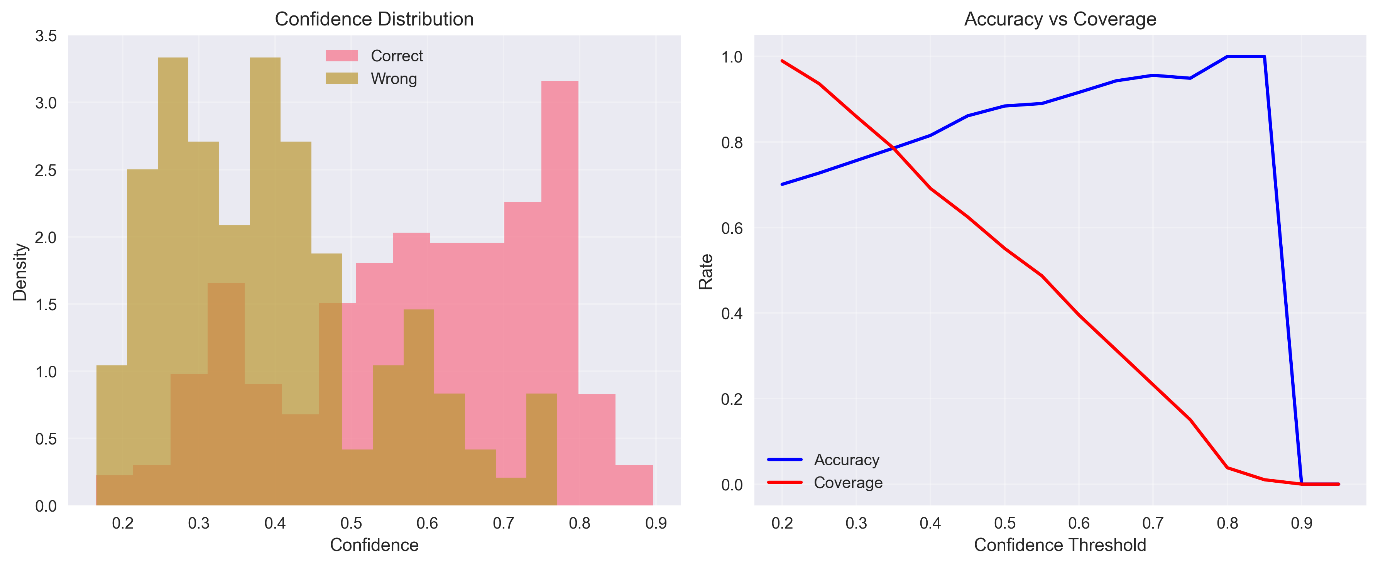 Confidence Distribution
3.5
3.0
2.5
2.0
1.5
1.0
0.5
0.0
Density
Correct
Wrong
0.2 0.3 0.4 0.5 0.6 0.7 0.8 0.9
Confidence
Accuracy vs Coverage
1.0
0.8
0.6
0.4
0.2
0.0
Rate
Accuracy
Coverage
0.2 0.3 0.4 0.5 0.6 0.7 0.8 0.9
Confidence Threshold